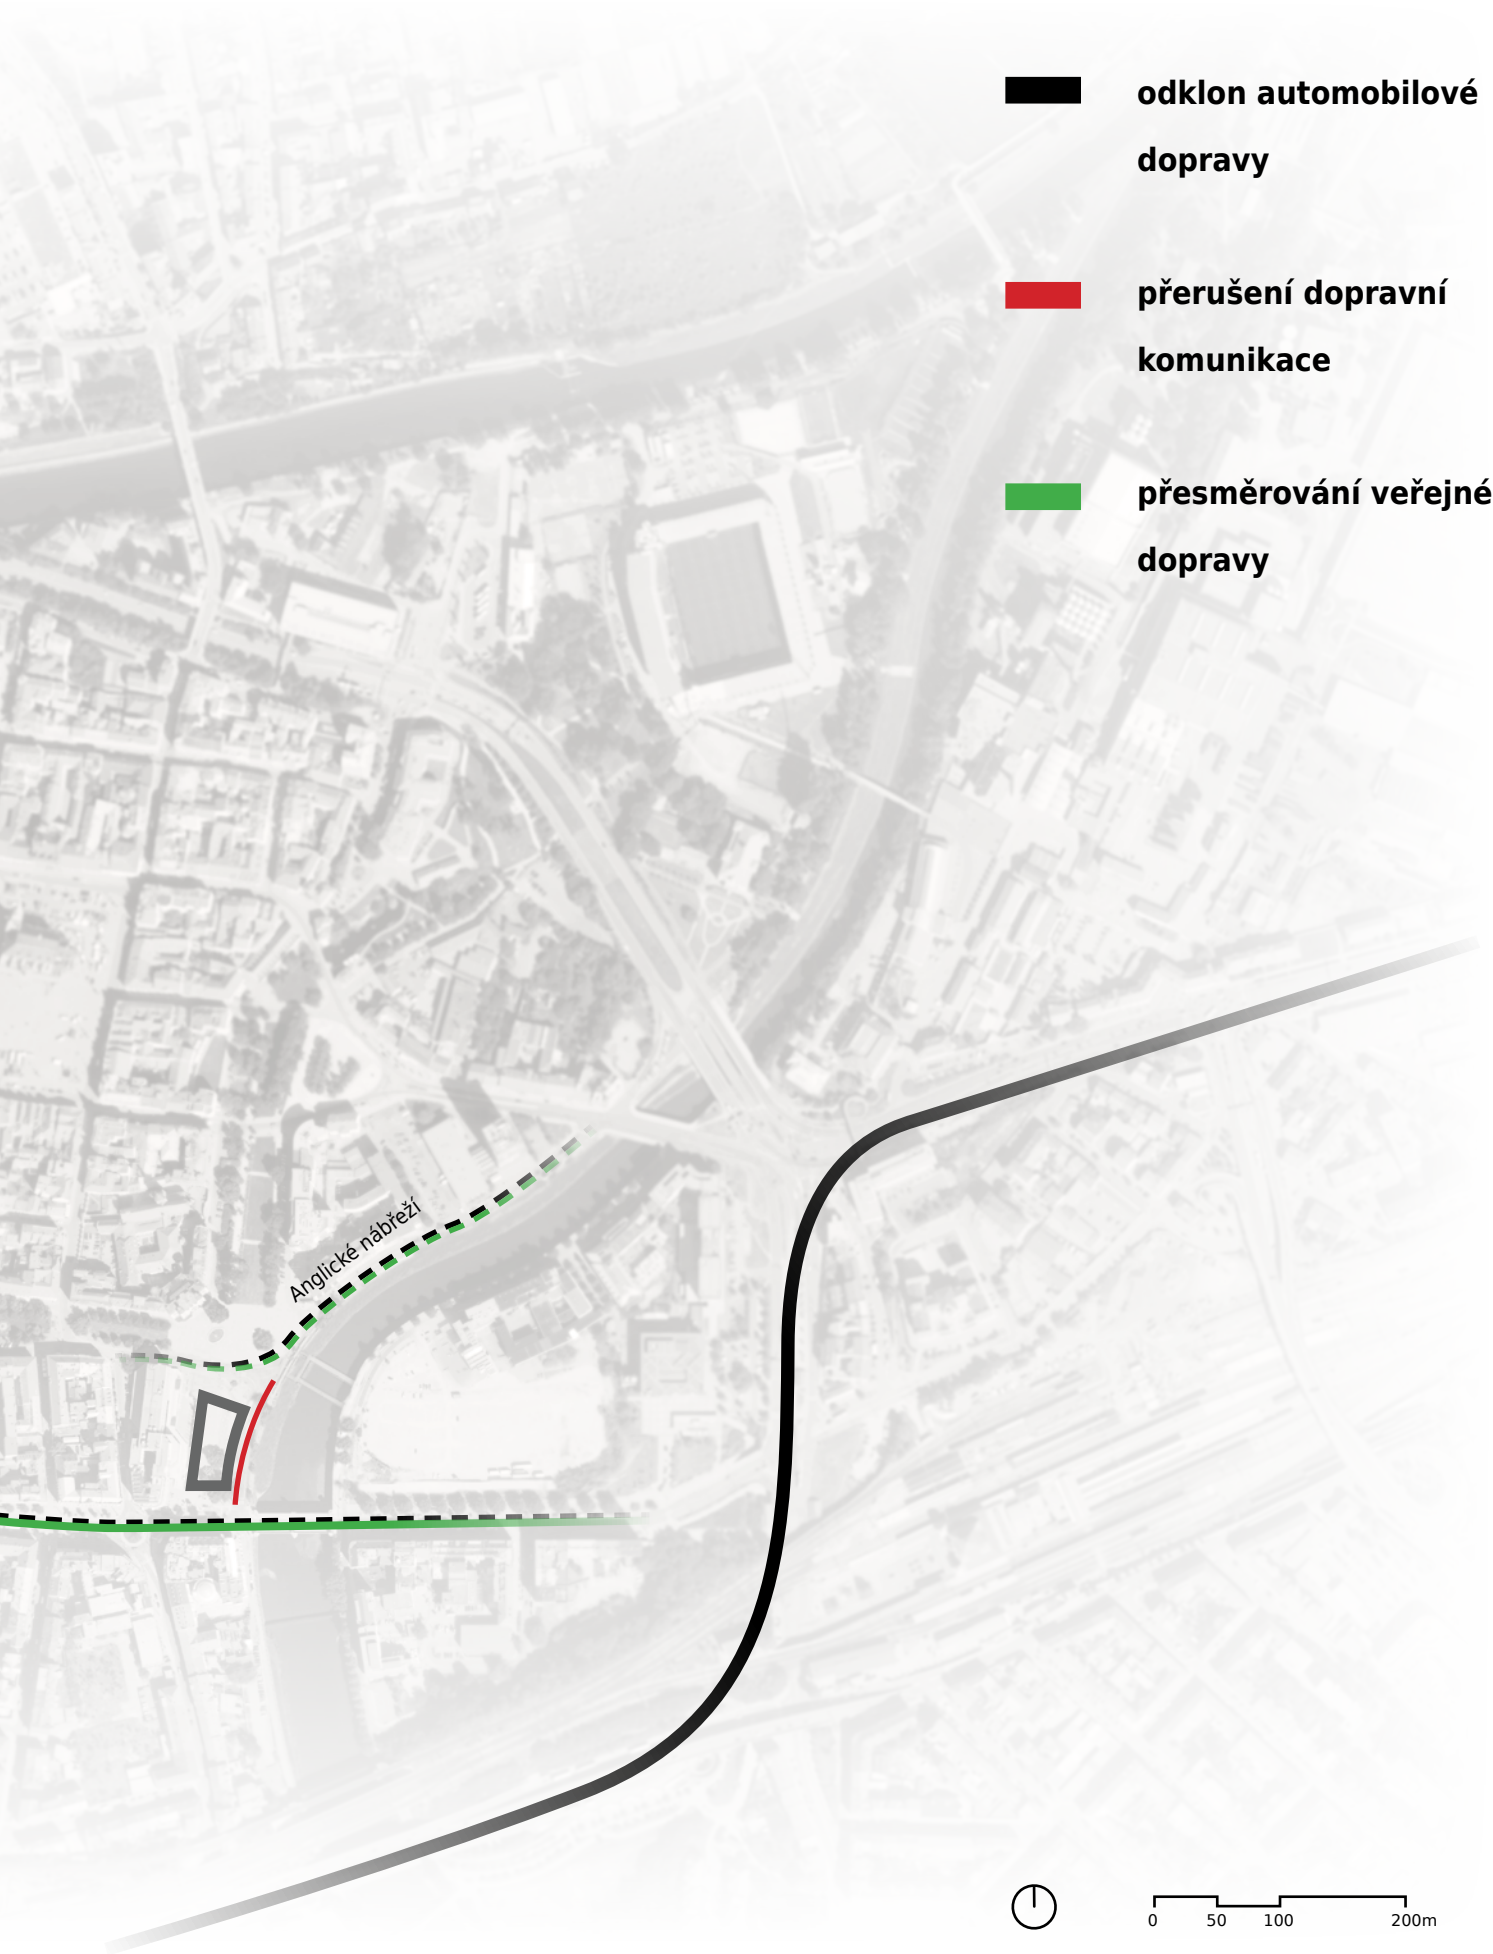 odklon automobilové
dopravy
přerušení dopravní
komunikace
přesměrování veřejné
dopravy
Anglické nábřeží
0 50 100 200m